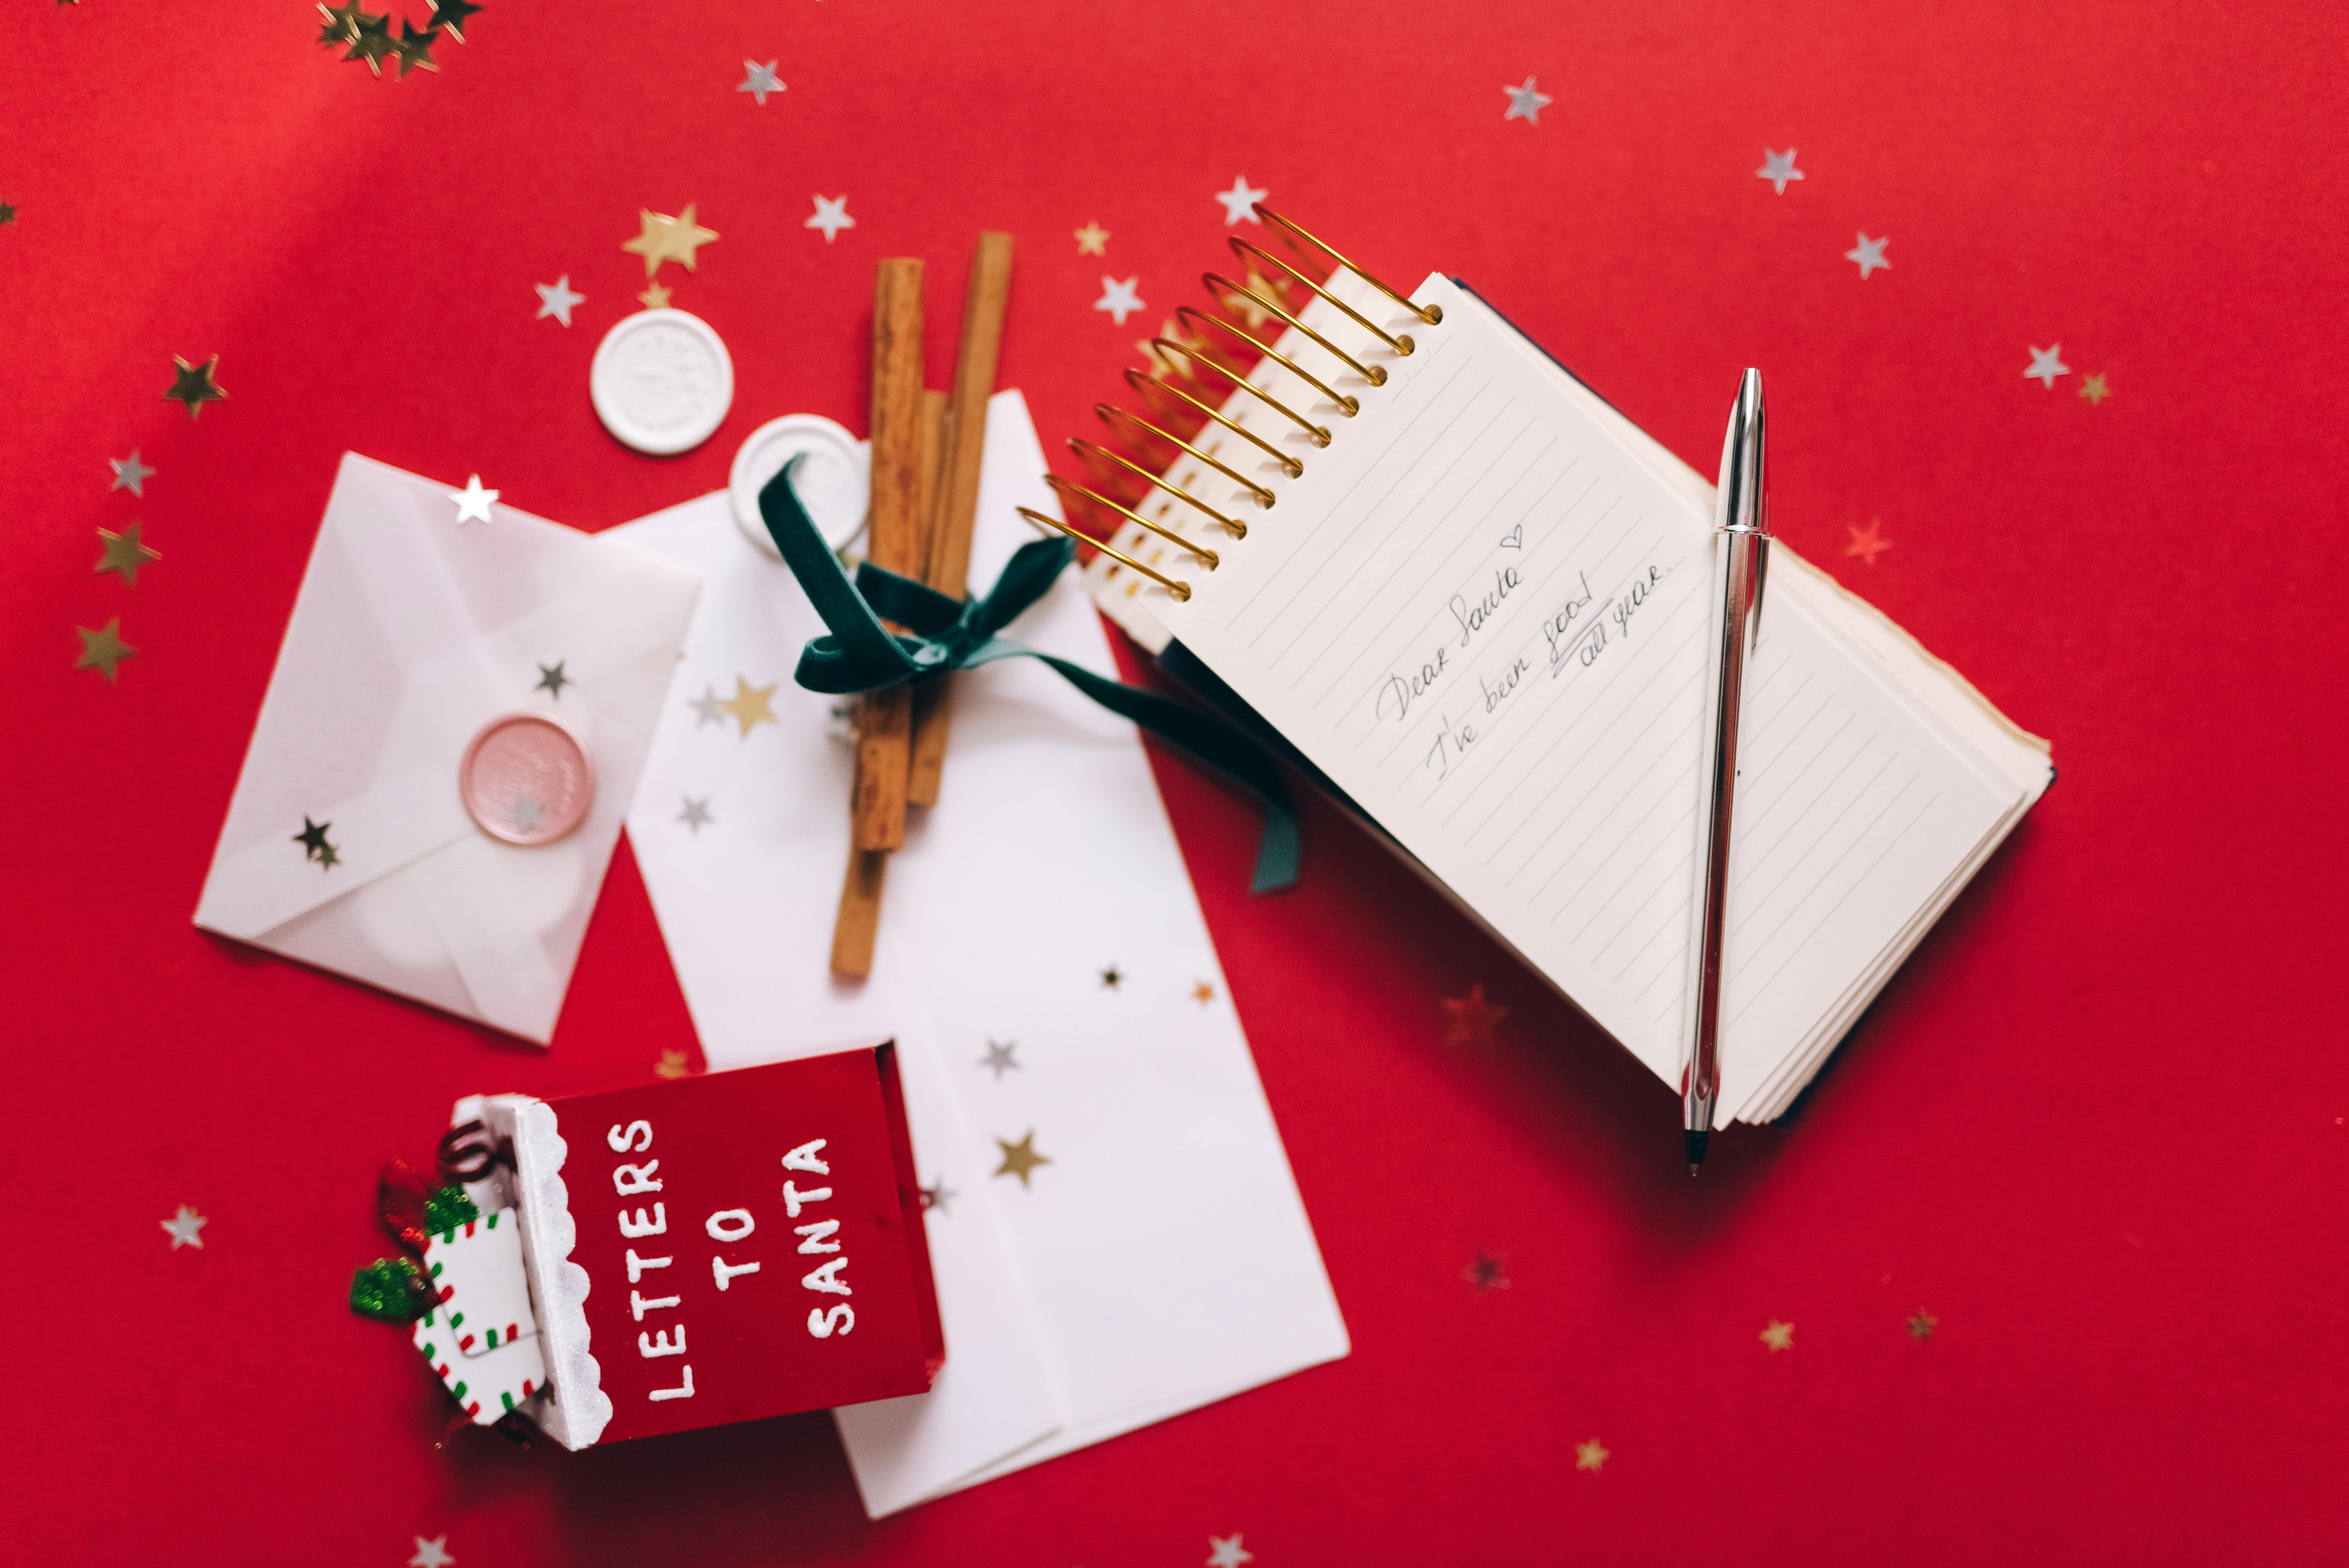 Dear Santa ♡
I've been good
all year.
LETTERS
TO
SANTA